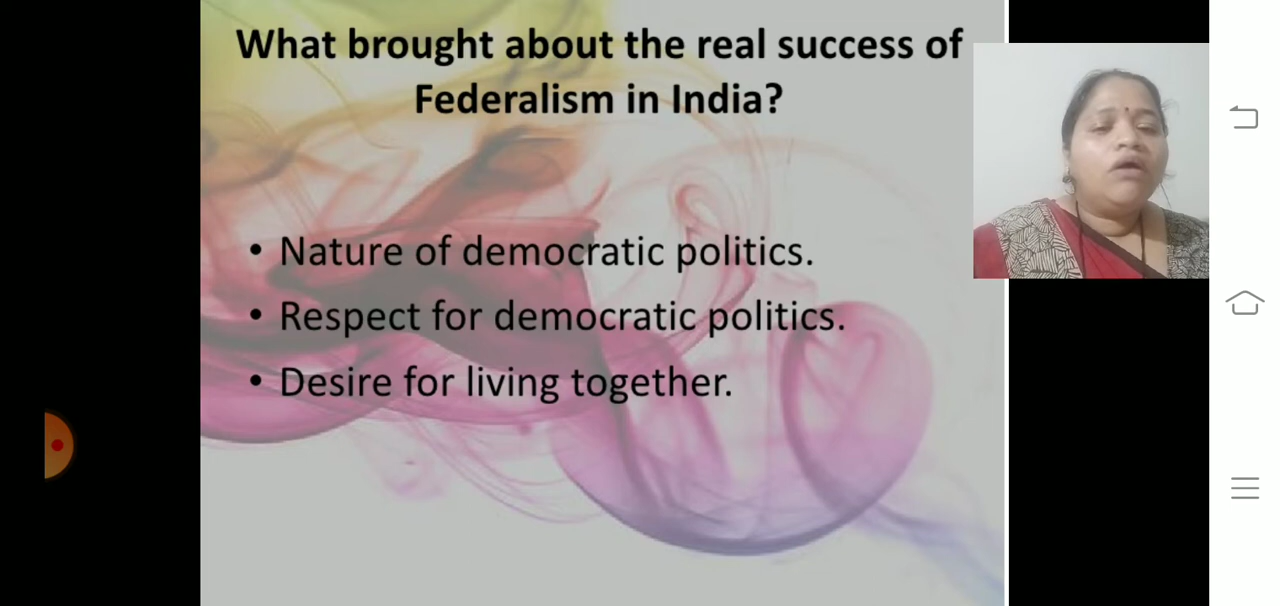 What brought about the real success of
Federalism in India?
• Nature of democratic politics.
• Respect for democratic politics.
• Desire for living together.